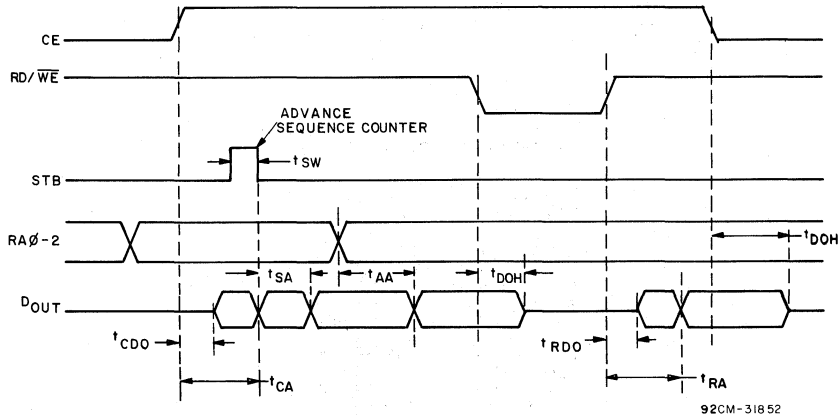 CE
RD/WE
ADVANCE
SEQUENCE COUNTER
tSW
STB
RAØ-2
tDOH
tSA
tAA
tDOH
DOUT
tCDO
tRDO
tCA
tRA
92CM-31852